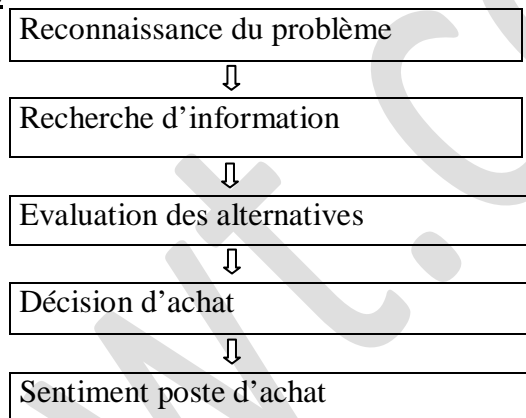 Reconnaissance du problème
Recherche d’information
Evaluation des alternatives
Décision d’achat
Sentiment poste d’achat